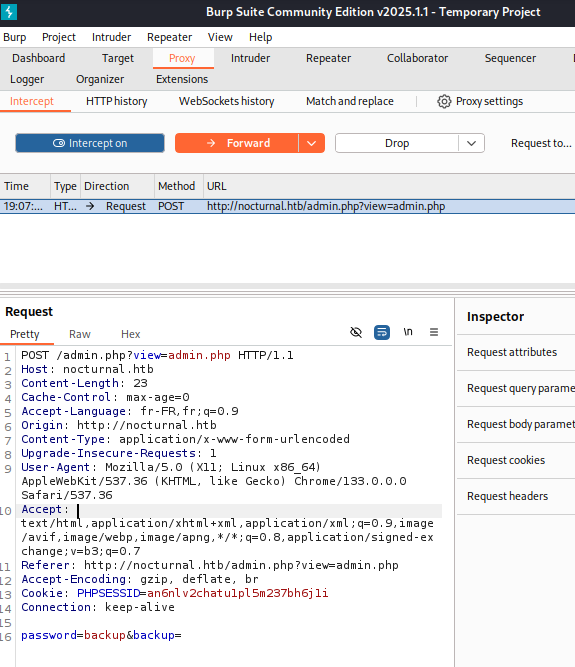 Burp Suite Community Edition v2025.1.1 - Temporary Project
Burp Project Intruder Repeater View Help
Dashboard Target Proxy Intruder Repeater Collaborator Sequencer
Logger Organizer Extensions
Intercept HTTP history WebSockets history Match and replace Proxy settings
Intercept on Forward Drop Request to...
Time Type Direction Method URL
19:07:... HT... → Request POST http://nocturnal.htb/admin.php?view=admin.php
Request
Inspector
Pretty Raw Hex \n
Request attributes
Request query parame
Request body paramet
Request cookies
Request headers
1 POST /admin.php?view=admin.php HTTP/1.1
2 Host: nocturnal.htb
3 Content-Length: 23
4 Cache-Control: max-age=0
5 Accept-Language: fr-FR,fr;q=0.9
6 Origin: http://nocturnal.htb
7 Content-Type: application/x-www-form-urlencoded
8 Upgrade-Insecure-Requests: 1
9 User-Agent: Mozilla/5.0 (X11; Linux x86_64)
AppleWebKit/537.36 (KHTML, like Gecko) Chrome/133.0.0.0
Safari/537.36
10 Accept:
text/html,application/xhtml+xml,application/xml;q=0.9,image
/avif,image/webp,image/apng,*/*;q=0.8,application/signed-ex
change;v=b3;q=0.7
11 Referer: http://nocturnal.htb/admin.php?view=admin.php
12 Accept-Encoding: gzip, deflate, br
13 Cookie: PHPSESSID=an6nlv2chatu1pl5m237bh6j1i
14 Connection: keep-alive
15
16 password=backup&backup=